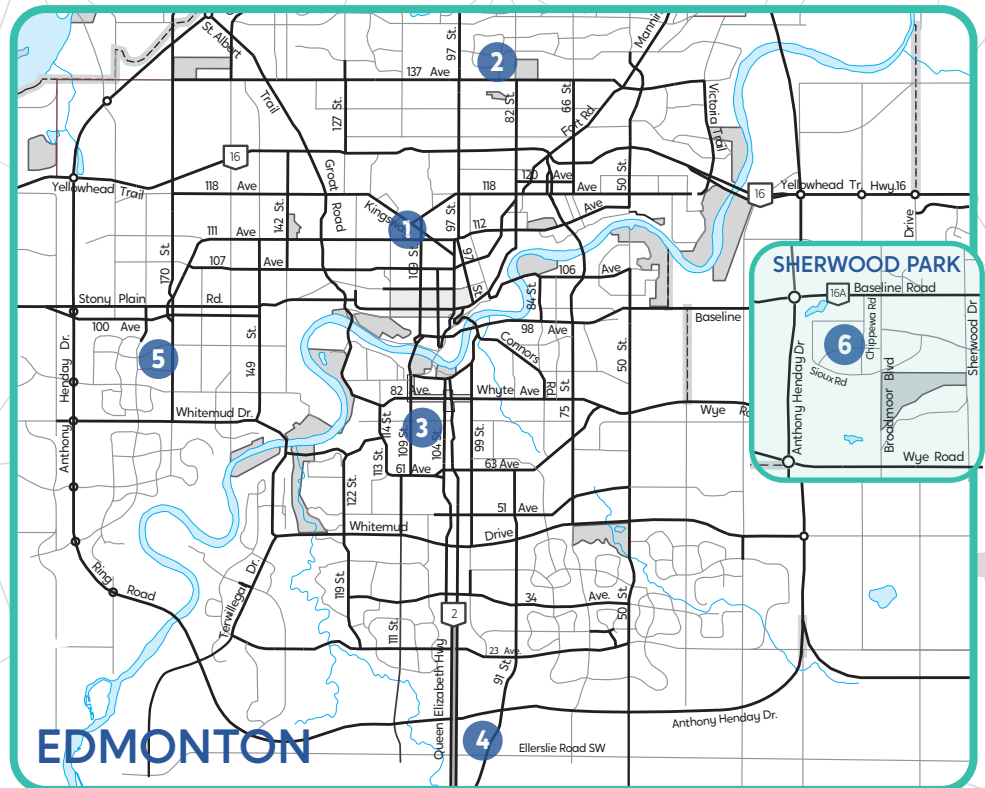 St. Albert
Trail
97 St.
2
137 Ave
127 St.
82 St.
66 St.
Fort Rd.
Victoria Trail
16
Yellowhead Trail
118 Ave
Groat Road
118 Ave
120 Ave
50 St.
16
Yellowhead Tr. Hwy.16
Drive
142 St.
1
97 St.
112 Ave
111 Ave
170 St.
107 Ave
109 St.
97 St.
106 Ave
84 St.
SHERWOOD PARK
16A
Baseline Road
Chippewa Rd
Sherwood Dr
6
Sioux Rd
Anthony Henday Dr
Broadmoor Blvd
Wye Road
Stony Plain Rd.
100 Ave
Baseline
98 Ave
Connors Rd
5
149 St.
50 St.
Anthony Henday Dr.
82 Ave.
Whyte Ave
75 St.
Wye
Whitemud Dr.
114 St.
3
109 St.
104
99 St.
113 St.
61 Ave
63 Ave
122 St.
51 Ave
Whitemud Drive
Ring Road
Terwillegar Dr.
119 St.
34 Ave.
50 St.
2
111 St.
23 Ave.
91 St.
Queen Elizabeth Hwy
Anthony Henday Dr.
4
Ellerslie Road SW
EDMONTON